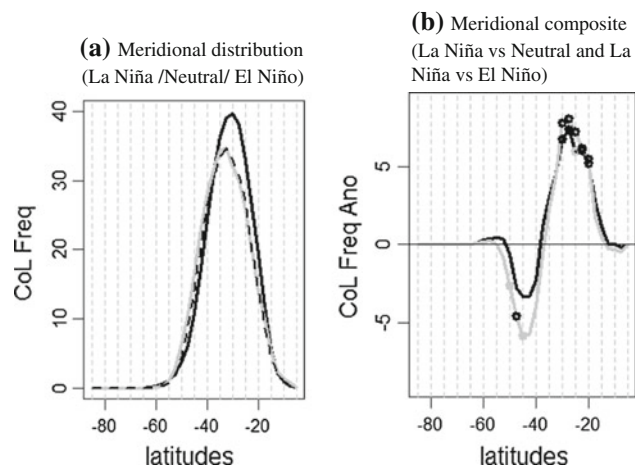 (a) Meridional distribution
(La Niña /Neutral/ El Niño)
CoL Freq
40
30
20
10
0
-80 -60 -40 -20
latitudes
(b) Meridional composite
(La Niña vs Neutral and La
Niña vs El Niño)
CoL Freq Ano
5
0
-5
-80 -60 -40 -20
latitudes